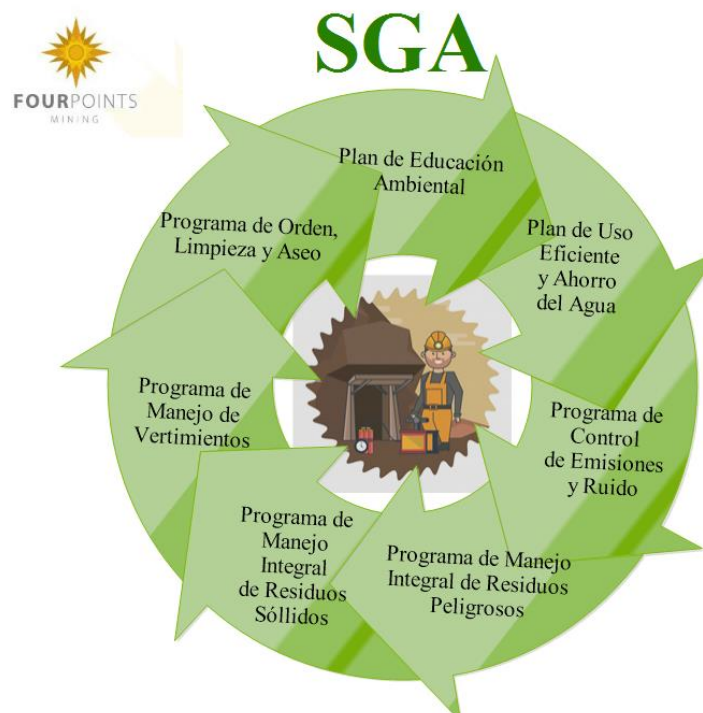 SGA
FOURPOINTS
MINING
Plan de Educación
Ambiental
Plan de Uso
Eficiente
y Ahorro
del Agua
Programa de
Control
de Emisiones
y Ruido
Programa de Manejo
Integral de Residuos
Peligrosos
Programa de
Manejo
Integral
de Residuos
Sóllidos
Programa de
Manejo de
Vertimientos
Programa de Orden,
Limpieza y Aseo